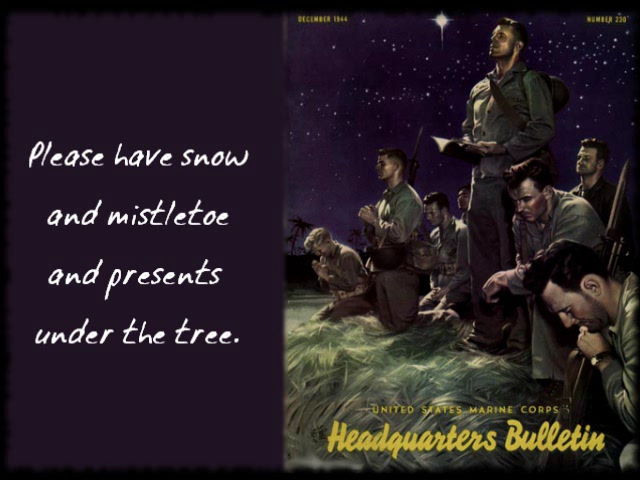 Please have snow
and mistletoe
and presents
under the tree.
DECEMBER 1944
NUMBER 230
UNITED STATES MARINE CORPS
Headquarters Bulletin